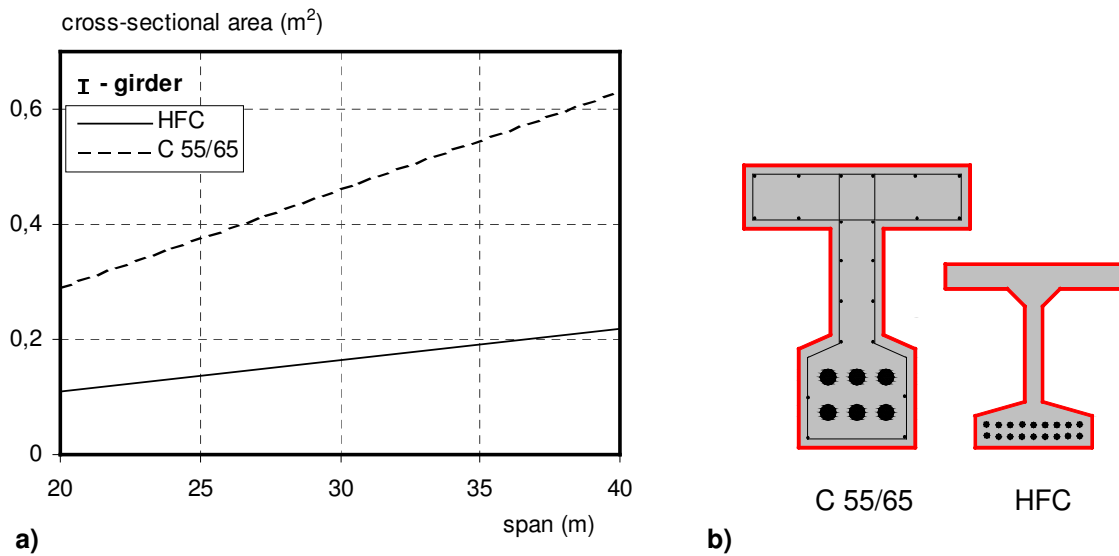 cross-sectional area (m²)
I - girder
HFC
C 55/65
0,6
0,4
0,2
0
20
25
30
35
40
span (m)
a)
C 55/65
HFC
b)